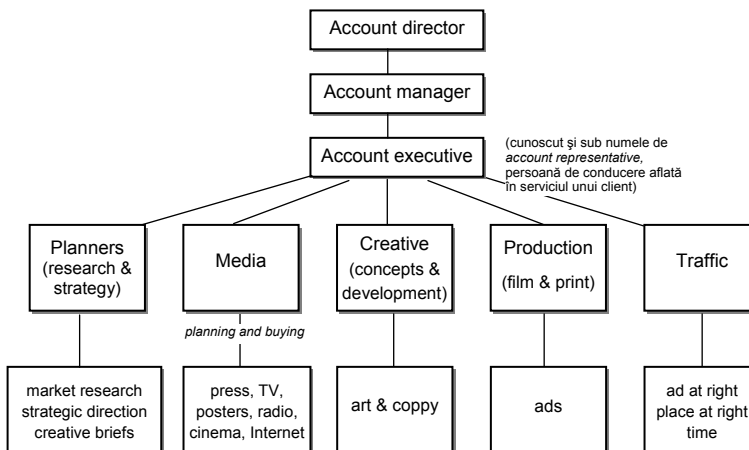 Account director
Account manager
Account executive
(cunoscut şi sub numele de
account representative,
persoană de conducere aflată
în serviciul unui client)
Planners
(research &
strategy)
Media
Creative
(concepts &
development)
Production
(film & print)
Traffic
planning and buying
market research
strategic direction
creative briefs
press, TV,
posters, radio,
cinema, Internet
art & coppy
ads
ad at right
place at right
time